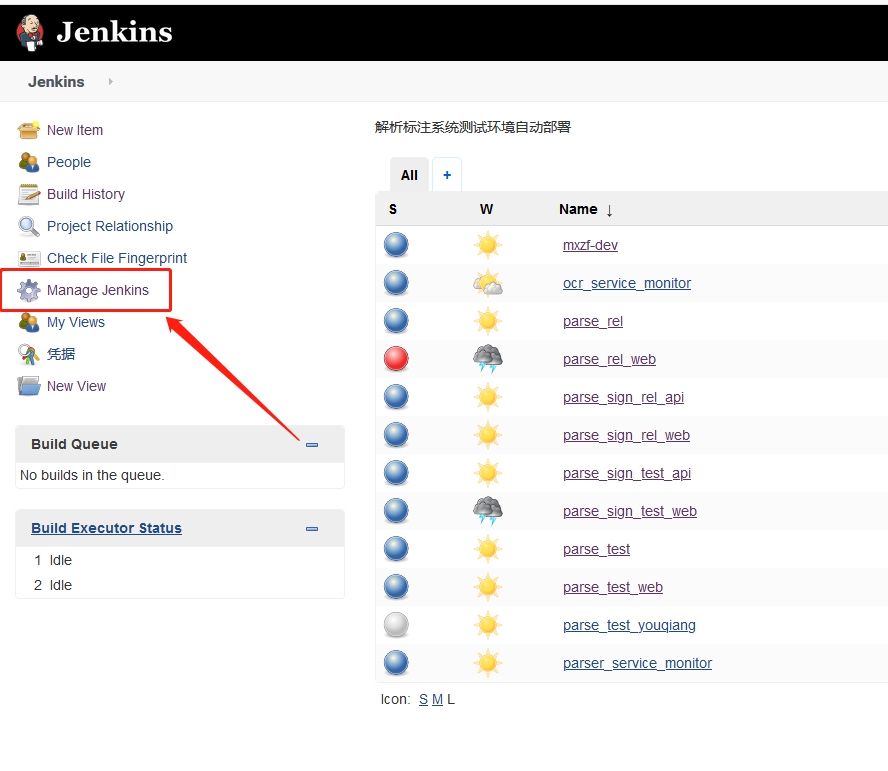 Jenkins
Jenkins
New Item
People
Build History
Project Relationship
Check File Fingerprint
Manage Jenkins
My Views
凭据
New View
Build Queue
No builds in the queue.
Build Executor Status
1 Idle
2 Idle
解析标注系统测试环境自动部署
All +
S W Name ↓
mxzf-dev
ocr_service_monitor
parse_rel
parse_rel_web
parse_sign_rel_api
parse_sign_rel_web
parse_sign_test_api
parse_sign_test_web
parse_test
parse_test_web
parse_test_youqiang
parser_service_monitor
Icon: S M L